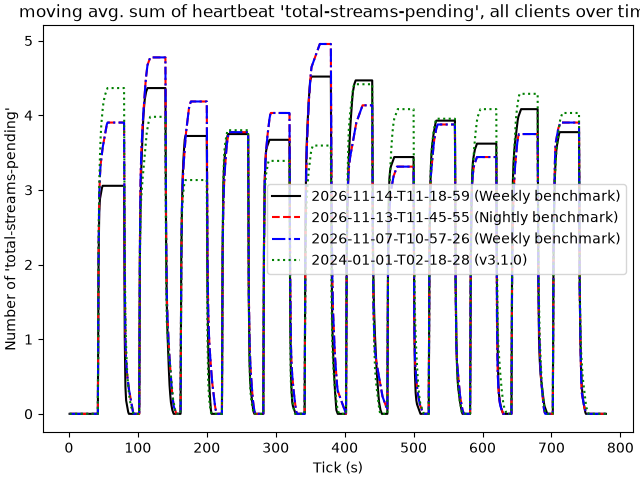 moving avg. sum of heartbeat 'total-streams-pending', all clients over tim
5
4
3
2
1
0
Number of 'total-streams-pending'
2026-11-14-T11-18-59 (Weekly benchmark)
2026-11-13-T11-45-55 (Nightly benchmark)
2026-11-07-T10-57-26 (Weekly benchmark)
2024-01-01-T02-18-28 (v3.1.0)
0 100 200 300 400 500 600 700 800
Tick (s)